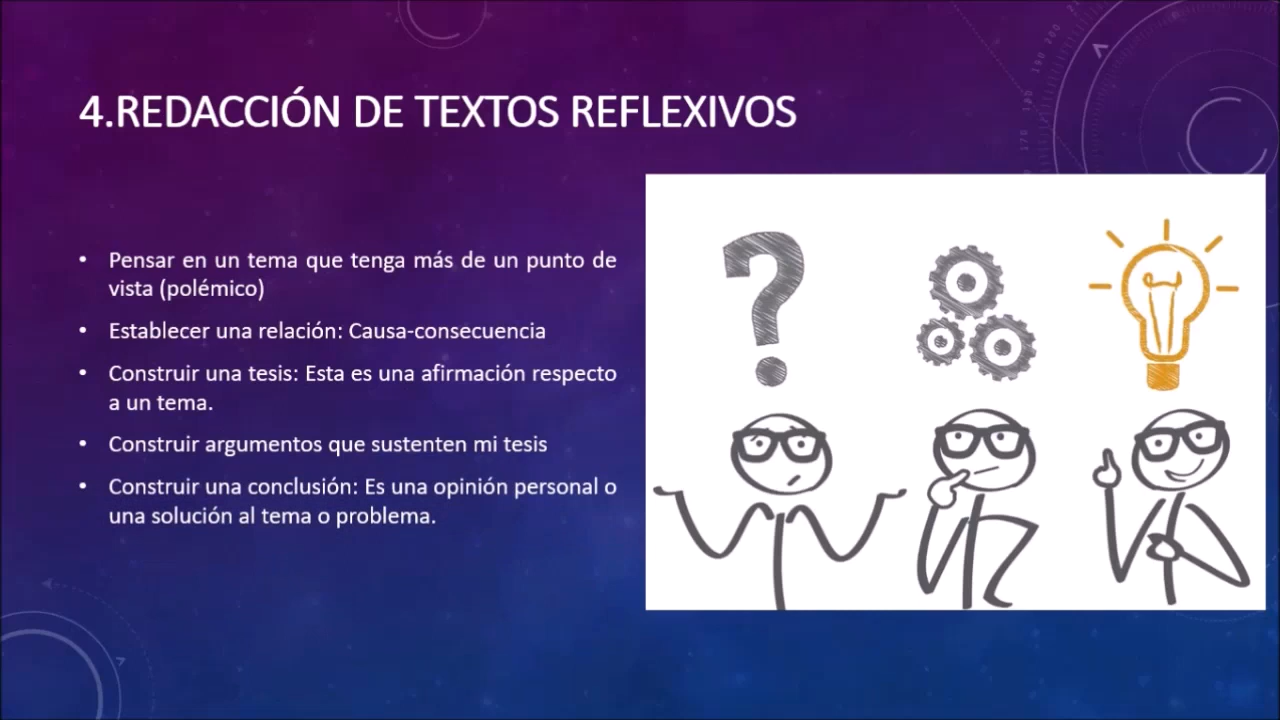 4.REDACCIÓN DE TEXTOS REFLEXIVOS
• Pensar en un tema que tenga más de un punto de
vista (polémico)
• Establecer una relación: Causa-consecuencia
• Construir una tesis: Esta es una afirmación respecto
a un tema.
• Construir argumentos que sustenten mi tesis
• Construir una conclusión: Es una opinión personal o
una solución al tema o problema.
?